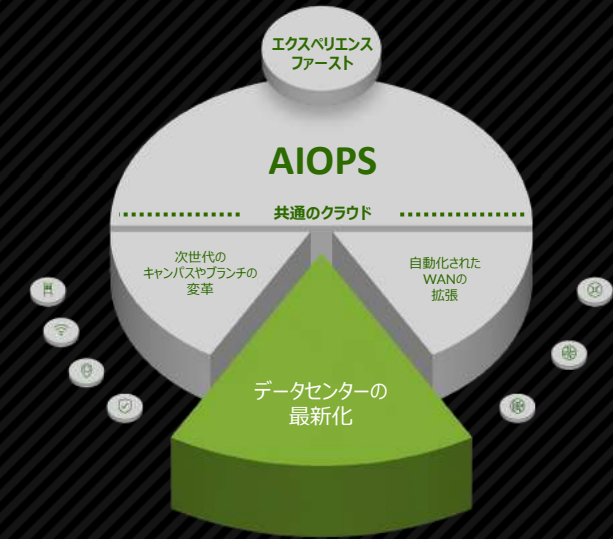 エクスペリエンス
ファースト
AIOPS
共通のクラウド
次世代の
キャンパスやブランチの
変革
自動化された
WANの
拡張
データセンターの
最新化